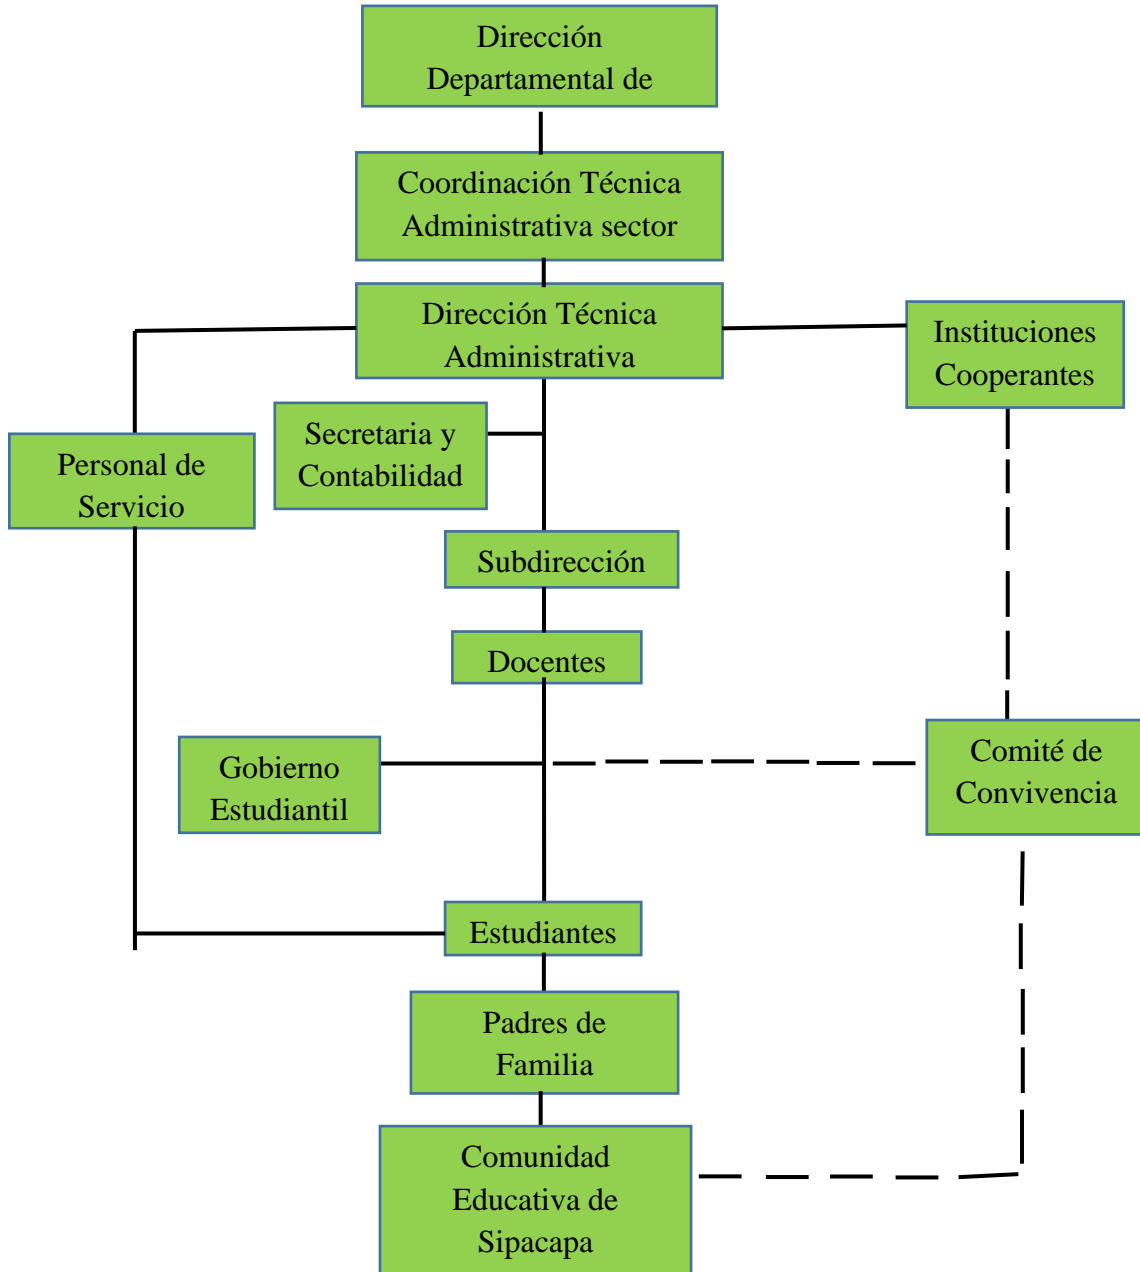 Dirección
Departamental de
Coordinación Técnica
Administrativa sector
Dirección Técnica
Administrativa
Instituciones
Cooperantes
Secretaria y
Contabilidad
Personal de
Servicio
Subdirección
Docentes
Gobierno
Estudiantil
Comité de
Convivencia
Estudiantes
Padres de
Familia
Comunidad
Educativa de
Sipacapa